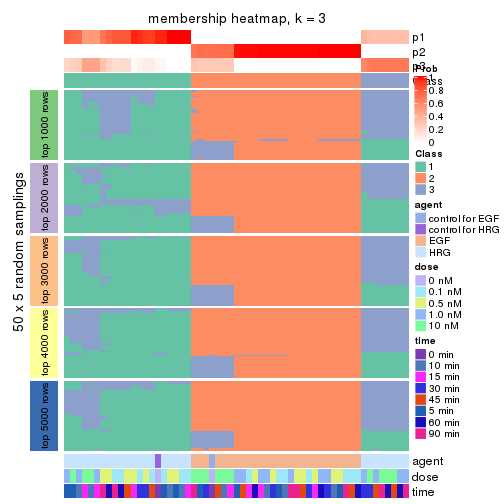 membership heatmap, k = 3
p1
p2
p3
Class
50 x 5 random samplings
top 1000 rows
top 2000 rows
top 3000 rows
top 4000 rows
top 5000 rows
agent
dose
time
Prob
1
0.8
0.6
0.4
0.2
0
Class
1
2
3
agent
control for EGF
control for HRG
EGF
HRG
dose
0 nM
0.1 nM
0.5 nM
1.0 nM
10 nM
time
0 min
10 min
15 min
30 min
45 min
5 min
60 min
90 min